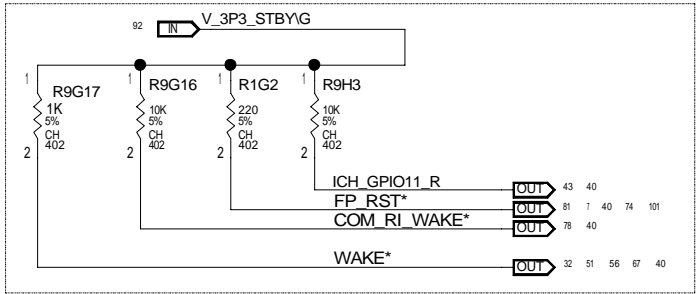 V_3P3_STBY\G
92 IN
1 1 1 1
R9G17 R9G16 R1G2 R9H3
1K 10K 220 10K
5% 5% 5% 5%
CH CH CH CH
402 402 402 402
2 2 2 2
ICH_GPIO11_R OUT 43 40
FP_RST* OUT 81 7 40 74 101
COM_RI_WAKE* OUT 78 40
WAKE* OUT 32 51 56 67 40